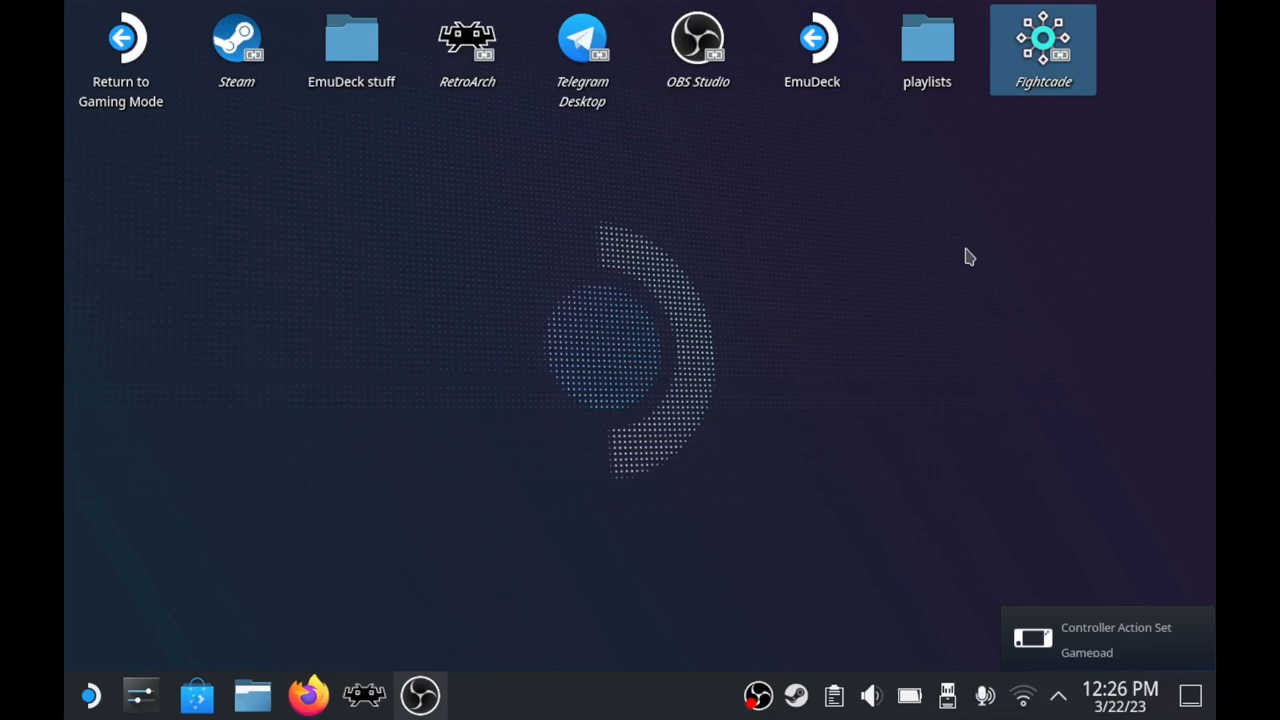 Return to
Gaming Mode
Steam
EmuDeck stuff
RetroArch
Telegram
Desktop
OBS Studio
EmuDeck
playlists
Fightcade
Controller Action Set
Gamepad
12:26 PM
3/22/23